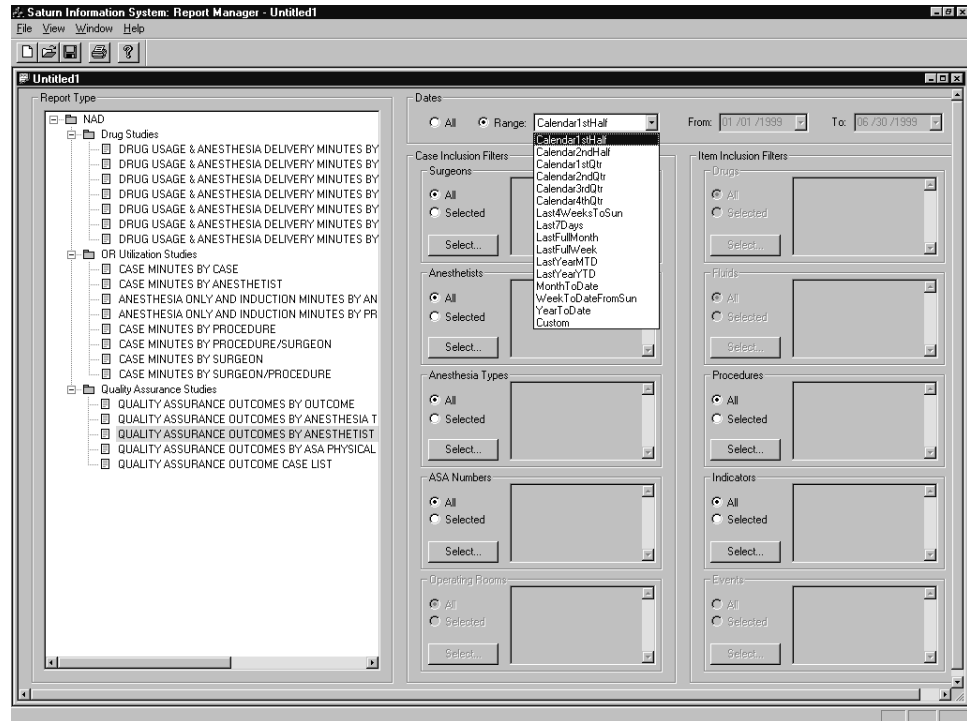 Saturn Information System: Report Manager - Untitled1
File View Window Help
Untitled1
Report Type
NAD
Drug Studies
DRUG USAGE & ANESTHESIA DELIVERY MINUTES BY
DRUG USAGE & ANESTHESIA DELIVERY MINUTES BY
DRUG USAGE & ANESTHESIA DELIVERY MINUTES BY
DRUG USAGE & ANESTHESIA DELIVERY MINUTES BY
DRUG USAGE & ANESTHESIA DELIVERY MINUTES BY
DRUG USAGE & ANESTHESIA DELIVERY MINUTES BY
DRUG USAGE & ANESTHESIA DELIVERY MINUTES BY
OR Utilization Studies
CASE MINUTES BY CASE
CASE MINUTES BY ANESTHETIST
ANESTHESIA ONLY AND INDUCTION MINUTES BY AN
ANESTHESIA ONLY AND INDUCTION MINUTES BY PR
CASE MINUTES BY PROCEDURE
CASE MINUTES BY PROCEDURE/SURGEON
CASE MINUTES BY SURGEON
CASE MINUTES BY SURGEON/PROCEDURE
Quality Assurance Studies
QUALITY ASSURANCE OUTCOMES BY OUTCOME
QUALITY ASSURANCE OUTCOMES BY ANESTHESIA T
QUALITY ASSURANCE OUTCOMES BY ANESTHETIST
QUALITY ASSURANCE OUTCOMES BY ASA PHYSICAL
QUALITY ASSURANCE OUTCOME CASE LIST
Dates
All Range: Calendar1stHalf From: 01 /01 /1999 To: 06 /30 /1999
Calendar1stHalf
Calendar2ndHalf
Calendar1stQtr
Calendar2ndQtr
Calendar3rdQtr
Calendar4thQtr
Last4WeeksToSun
Last7Days
LastFullMonth
LastFullWeek
LastYearMTD
LastYearYTD
MonthToDate
WeekToDateFromSun
YearToDate
Custom
Case Inclusion Filters
Surgeons
All
Selected
Select...
Anesthetists
All
Selected
Select...
Anesthesia Types
All
Selected
Select...
ASA Numbers
All
Selected
Select...
Operating Rooms
All
Selected
Select...
Item Inclusion Filters
Drugs
All
Selected
Select...
Fluids
All
Selected
Select...
Procedures
All
Selected
Select...
Indicators
All
Selected
Select...
Events
All
Selected
Select...